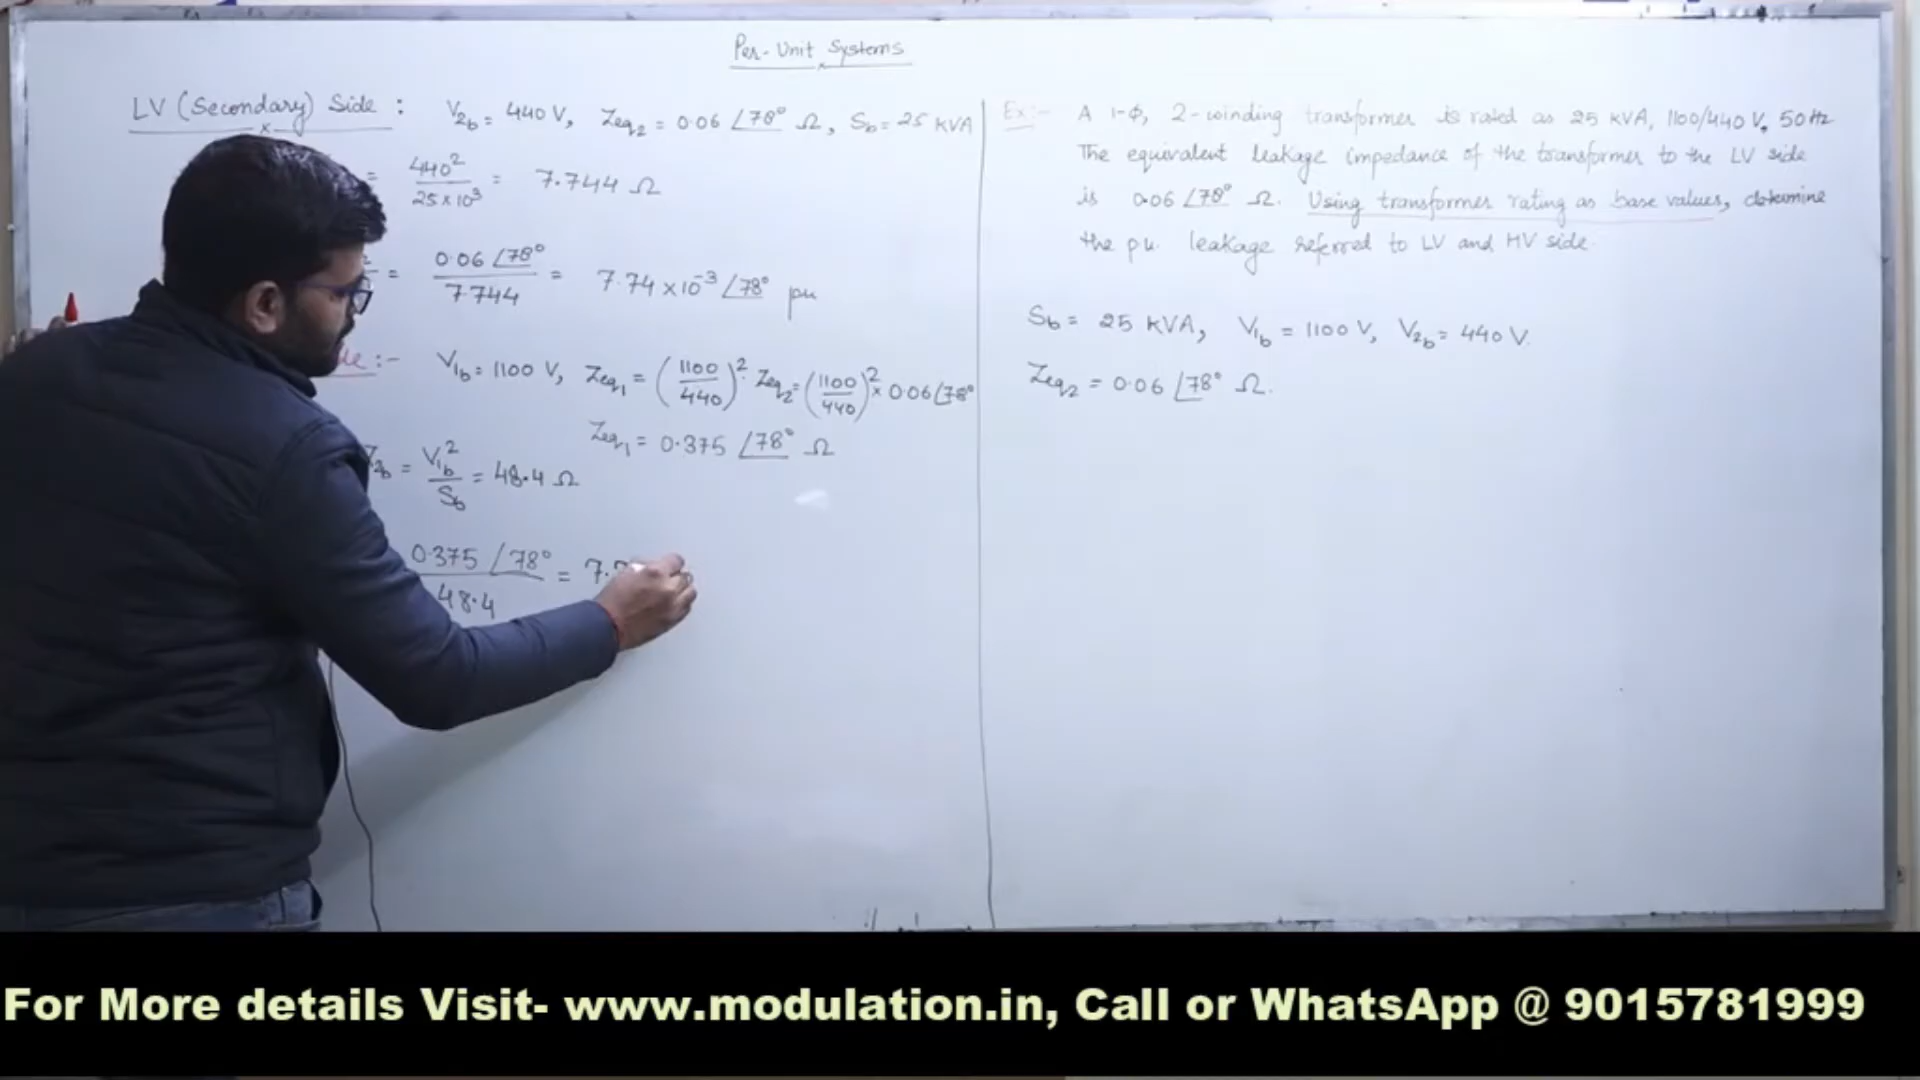 Per-Unit Systems
LV (Secondary) Side : V2b = 440 V, Zeq2 = 0.06 ∠78° Ω, Sb = 25 KVA
= 440² / 25×10³ = 7.744 Ω
= 0.06 ∠78° / 7.744 = 7.74 × 10⁻³ ∠78° pu
:- V1b = 1100 V, Zeq1 = (1100/440)² · Zeq2 = (1100/440)² × 0.06 ∠78°
Zeq1 = 0.375 ∠78° Ω
= V1b² / Sb = 48.4 Ω
0.375 ∠78° / 48.4 = 7.
Ex:- A 1-Φ, 2-winding transformer is rated as 25 KVA, 1100/440 V, 50Hz
The equivalent leakage impedance of the transformer to the LV side
is 0.06 ∠78° Ω. Using transformer rating as base values, determine
the p.u. leakage referred to LV and HV side.
Sb = 25 KVA, V1b = 1100 V, V2b = 440 V.
Zeq2 = 0.06 ∠78° Ω.
For More details Visit- www.modulation.in, Call or WhatsApp @ 9015781999